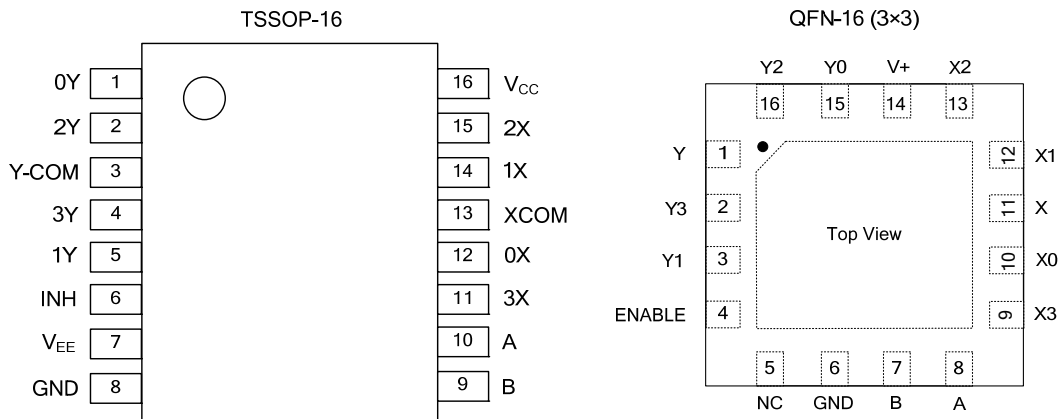 TSSOP-16
0Y 1
2Y 2
Y-COM 3
3Y 4
1Y 5
INH 6
VEE 7
GND 8
16 VCC
15 2X
14 1X
13 XCOM
12 0X
11 3X
10 A
9 B
QFN-16 (3×3)
Y2 Y0 V+ X2
16 15 14 13
Y 1
Y3 2
Y1 3
ENABLE 4
Top View
12 X1
11 X
10 X0
9 X3
5 6 7 8
NC GND B A